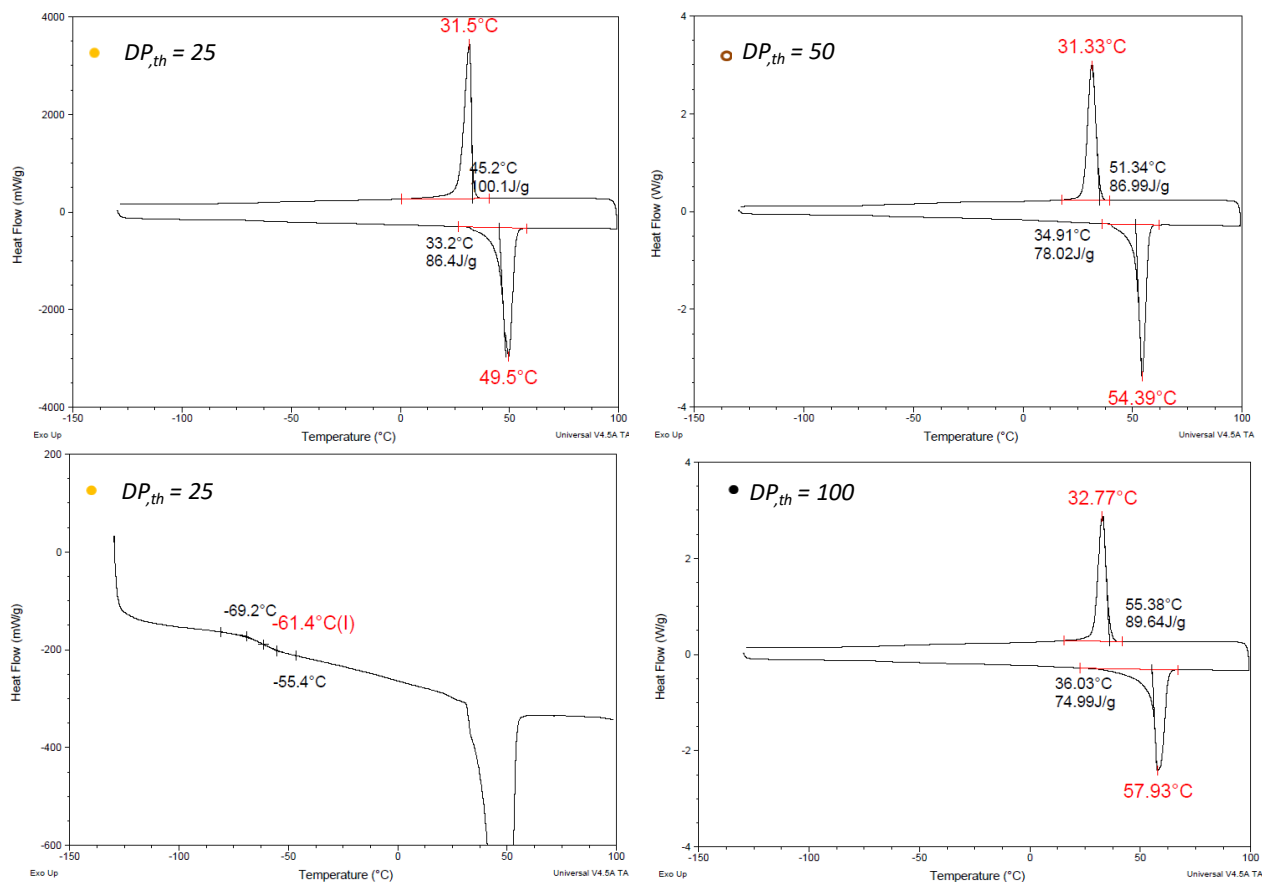 DP,th = 25
31.5°C
45.2°C
100.1J/g
33.2°C
86.4J/g
49.5°C
4000
2000
0
-2000
-4000
Heat Flow (mW/g)
-150
-100
-50
0
50
100
Exo Up
Temperature (°C)
Universal V4.5A TA
DP,th = 50
31.33°C
51.34°C
86.99J/g
34.91°C
78.02J/g
54.39°C
4
2
0
-2
-4
Heat Flow (W/g)
-150
-100
-50
0
50
100
Exo Up
Temperature (°C)
Universal V4.5A TA
DP,th = 25
-69.2°C
-61.4°C(I)
-55.4°C
200
0
-200
-400
-600
Heat Flow (mW/g)
-150
-100
-50
0
50
100
Exo Up
Temperature (°C)
Universal V4.5A TA
DP,th = 100
32.77°C
55.38°C
89.64J/g
36.03°C
74.99J/g
57.93°C
4
2
0
-2
-4
Heat Flow (W/g)
-150
-100
-50
0
50
100
Exo Up
Temperature (°C)
Universal V4.5A TA